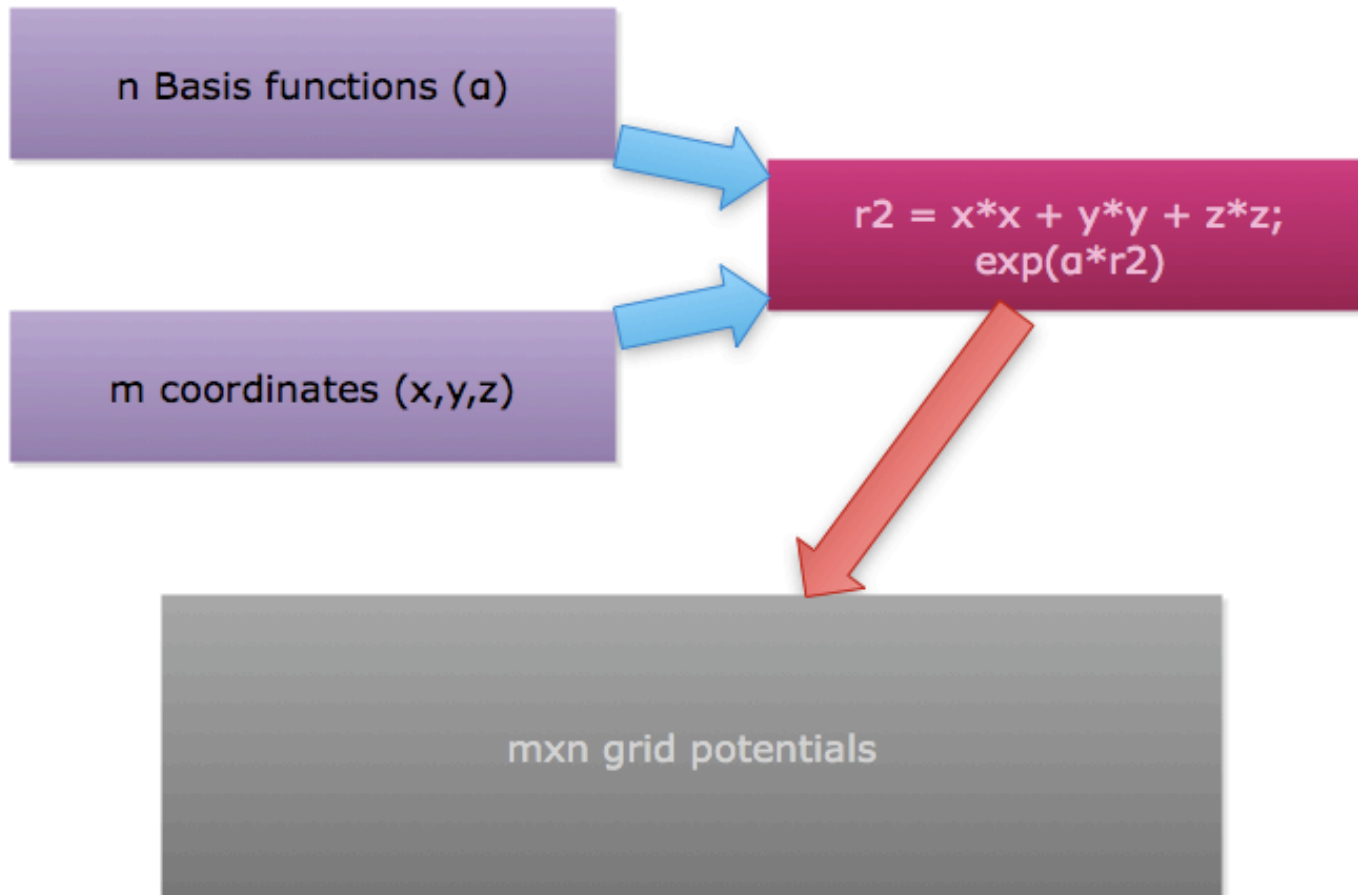 n Basis functions (α)
r2 = x*x + y*y + z*z;
exp(α*r2)
m coordinates (x,y,z)
mxn grid potentials